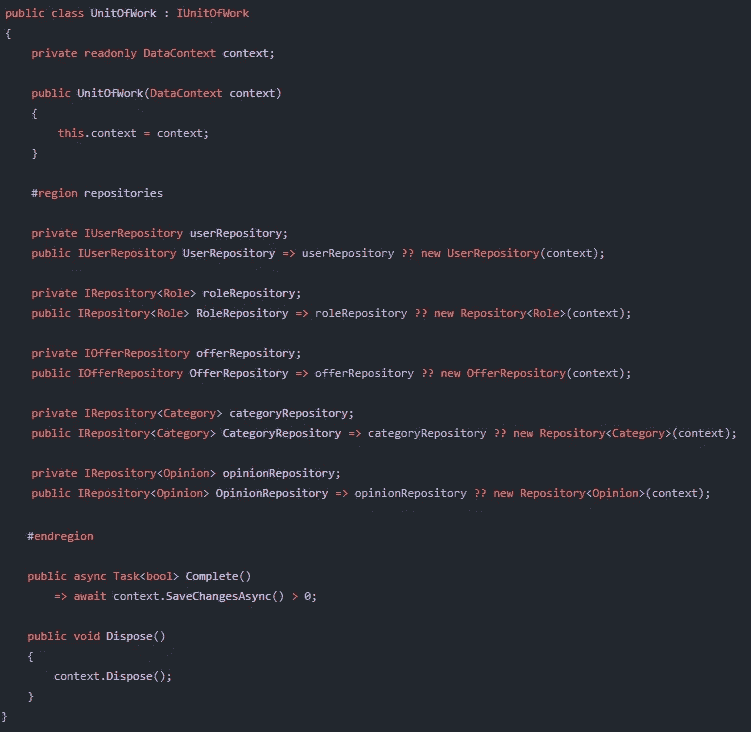 public class UnitOfWork : IUnitOfWork
{
    private readonly DataContext context;

    public UnitOfWork(DataContext context)
    {
        this.context = context;
    }

    #region repositories

    private IUserRepository userRepository;
    public IUserRepository UserRepository => userRepository ?? new UserRepository(context);

    private IRepository<Role> roleRepository;
    public IRepository<Role> RoleRepository => roleRepository ?? new Repository<Role>(context);

    private IOfferRepository offerRepository;
    public IOfferRepository OfferRepository => offerRepository ?? new OfferRepository(context);

    private IRepository<Category> categoryRepository;
    public IRepository<Category> CategoryRepository => categoryRepository ?? new Repository<Category>(context);

    private IRepository<Opinion> opinionRepository;
    public IRepository<Opinion> OpinionRepository => opinionRepository ?? new Repository<Opinion>(context);

    #endregion

    public async Task<bool> Complete()
        => await context.SaveChangesAsync() > 0;

    public void Dispose()
    {
        context.Dispose();
    }
}